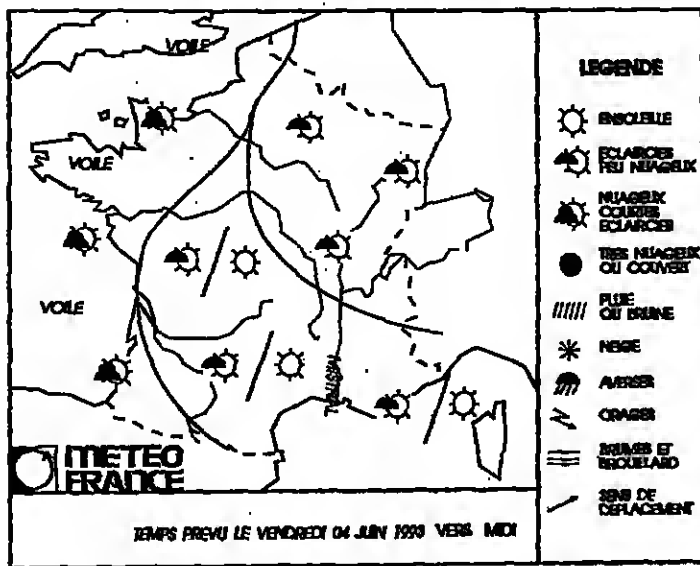 VOILE
VOILE
VOILE
METEO
FRANCE
TEMPS PREVU LE VENDREDI 04 JUIN 1993 VERS MIDI
LEGENDE
ENSOLEILLE
ECLAIRCIES
PEU NUAGEUX
NUAGEUX
COURTES
ECLAIRCIES
TRES NUAGEUX
OU COUVERT
PLUIE
OU BRUINE
NEIGE
AVERSES
ORAGES
BRUMES ET
BROUILLARD
SENS DE
DEPLACEMENT